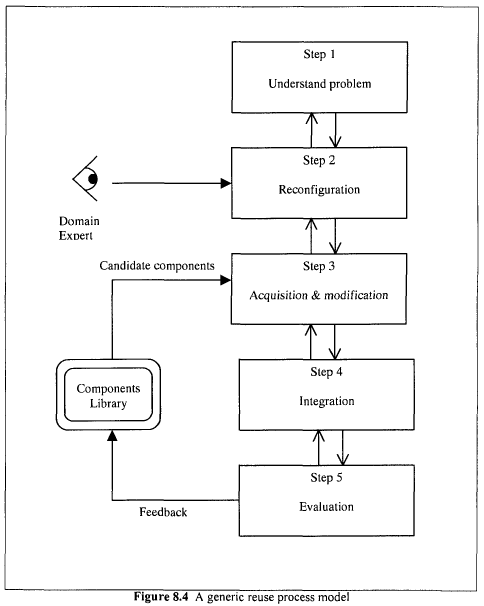 Step 1
Understand problem
Step 2
Reconfiguration
Domain
Expert
Candidate components
Step 3
Acquisition & modification
Components
Library
Step 4
Integration
Step 5
Evaluation
Feedback
Figure 8.4 A generic reuse process model